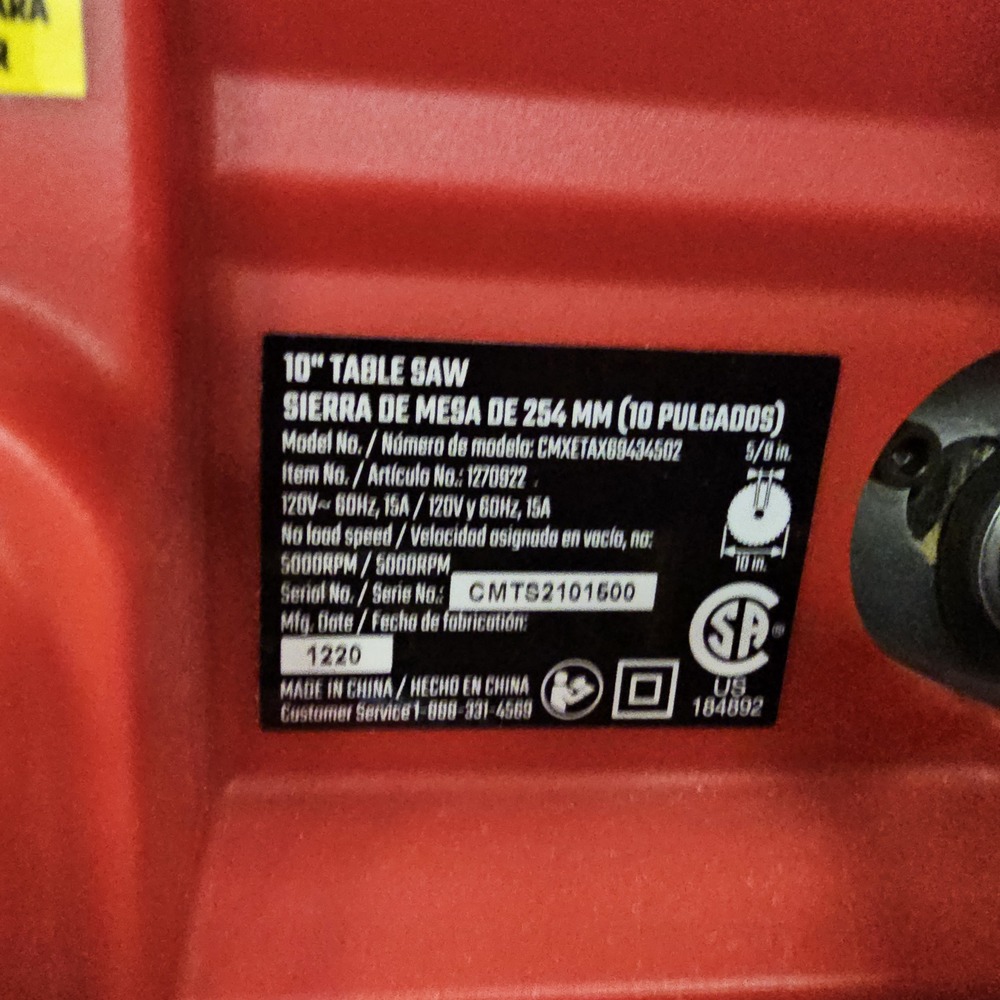 ARA
R
10" TABLE SAW
SIERRA DE MESA DE 254 MM (10 PULGADOS)
Model No. / Número de modelo: CMXETAX69434502
5/8 in.
Item No. / Artículo No.: 1270922
120V~ 60Hz, 15A / 120V y 60Hz, 15A
No load speed / Velocidad asignada en vacío, no:
10 in.
5000RPM / 5000RPM
Serial No. / Serie No.: CMTS2101500
Mfg. Date / Fecha de fabrication:
1220
SA ®
MADE IN CHINA / HECHO EN CHINA
US
Customer Service 1-888-331-4569
184892